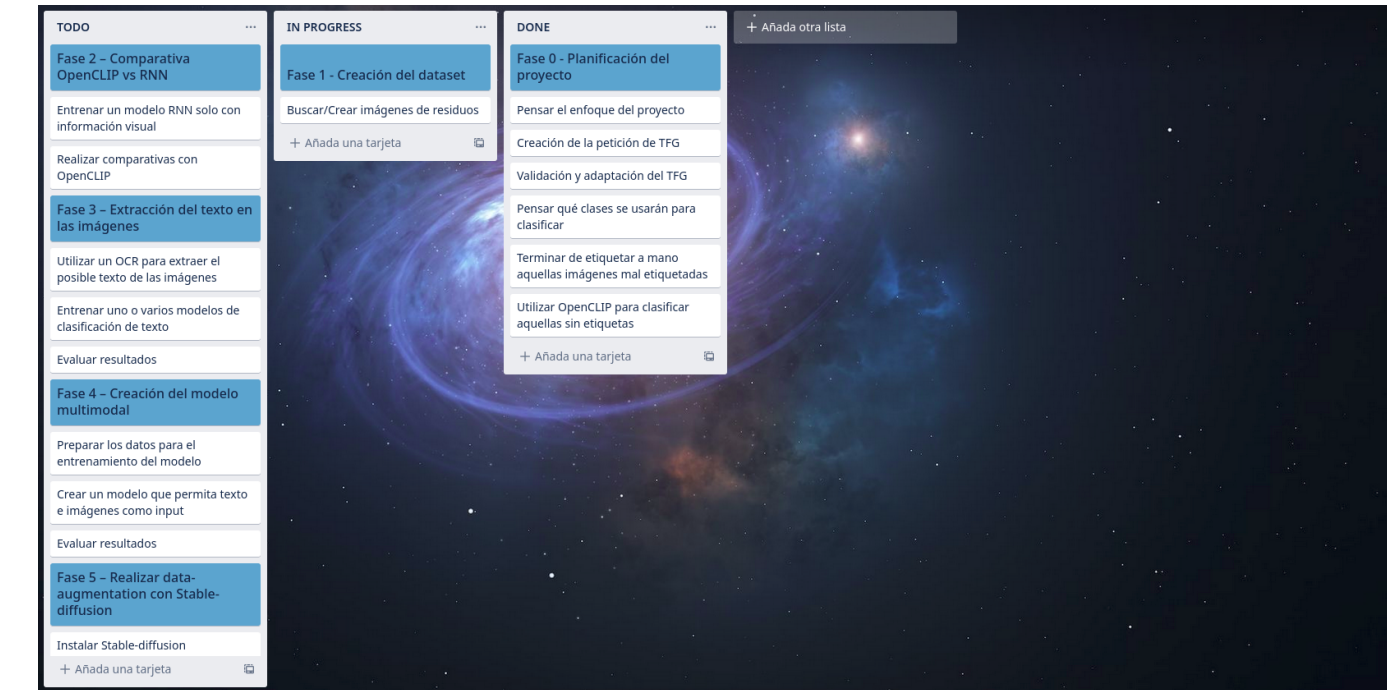 TODO
Fase 2 – Comparativa
OpenCLIP vs RNN
Entrenar un modelo RNN solo con
información visual
Realizar comparativas con
OpenCLIP
Fase 3 – Extracción del texto en
las imágenes
Utilizar un OCR para extraer el
posible texto de las imágenes
Entrenar uno o varios modelos de
clasificación de texto
Evaluar resultados
Fase 4 – Creación del modelo
multimodal
Preparar los datos para el
entrenamiento del modelo
Crear un modelo que permita texto
e imágenes como input
Evaluar resultados
Fase 5 – Realizar data-
augmentation con Stable-
diffusion
Instalar Stable-diffusion
+ Añada una tarjeta
IN PROGRESS
Fase 1 - Creación del dataset
Buscar/Crear imágenes de residuos
+ Añada una tarjeta
DONE
Fase 0 - Planificación del
proyecto
Pensar el enfoque del proyecto
Creación de la petición de TFG
Validación y adaptación del TFG
Pensar qué clases se usarán para
clasificar
Terminar de etiquetar a mano
aquellas imágenes mal etiquetadas
Utilizar OpenCLIP para clasificar
aquellas sin etiquetas
+ Añada una tarjeta
+ Añada otra lista